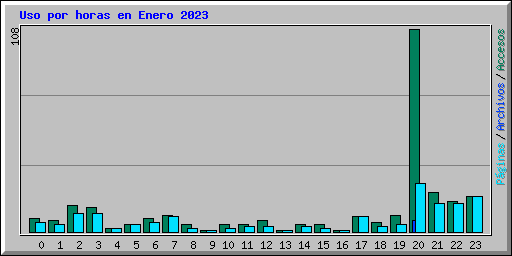 Uso por horas en Enero 2023
108
Páginas / Archivos / Accesos
0 1 2 3 4 5 6 7 8 9 10 11 12 13 14 15 16 17 18 19 20 21 22 23